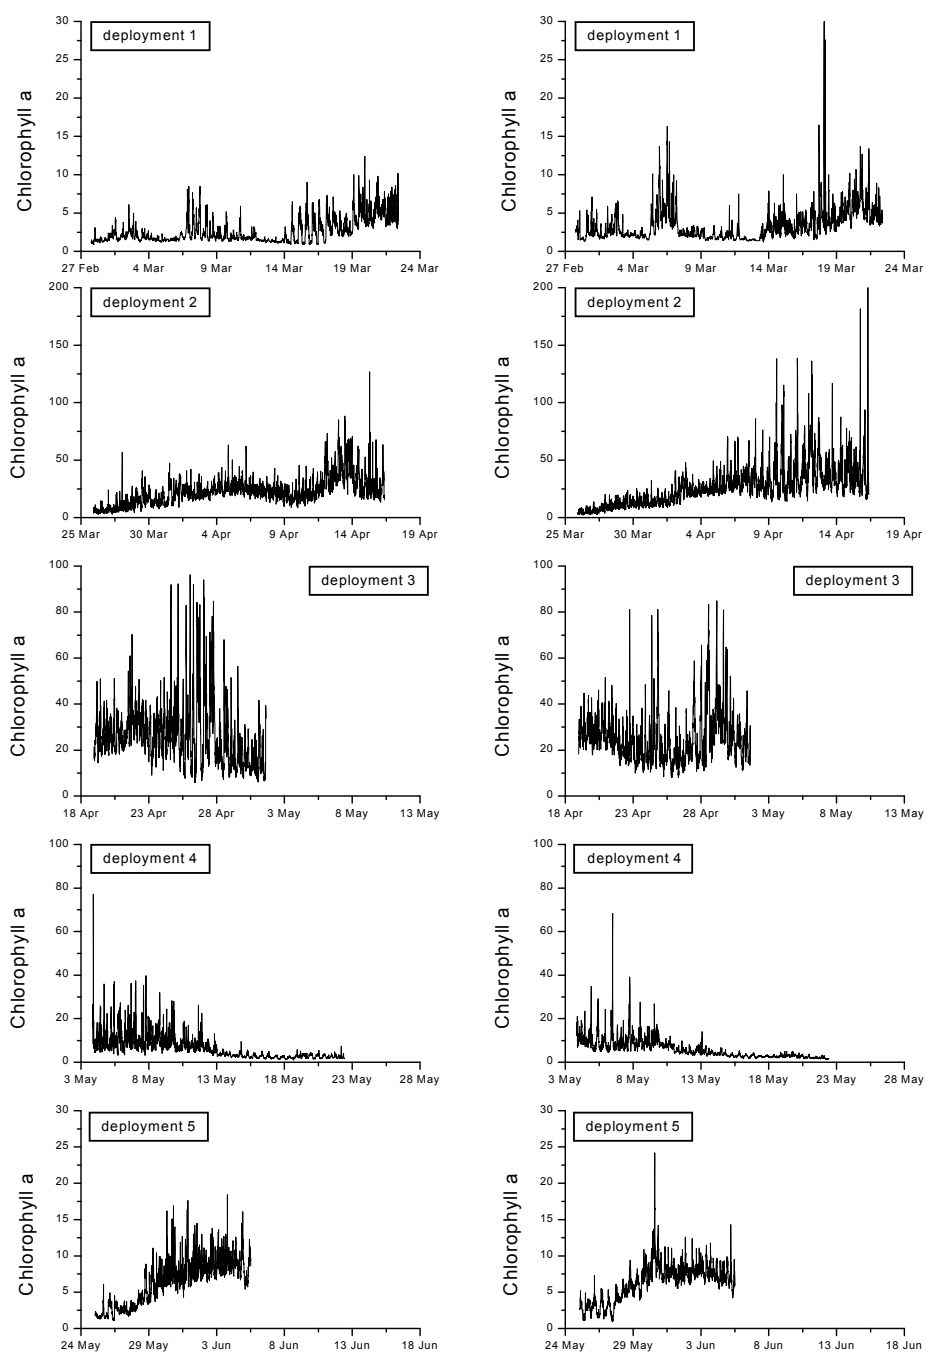 deployment 1
30
25
20
15
10
5
0
Chlorophyll a
27 Feb 4 Mar 9 Mar 14 Mar 19 Mar 24 Mar
deployment 1
30
25
20
15
10
5
0
Chlorophyll a
27 Feb 4 Mar 9 Mar 14 Mar 19 Mar 24 Mar
deployment 2
200
150
100
50
0
Chlorophyll a
25 Mar 30 Mar 4 Apr 9 Apr 14 Apr 19 Apr
deployment 2
200
150
100
50
0
Chlorophyll a
25 Mar 30 Mar 4 Apr 9 Apr 14 Apr 19 Apr
deployment 3
100
80
60
40
20
0
Chlorophyll a
18 Apr 23 Apr 28 Apr 3 May 8 May 13 May
deployment 3
100
80
60
40
20
0
Chlorophyll a
18 Apr 23 Apr 28 Apr 3 May 8 May 13 May
deployment 4
100
80
60
40
20
0
Chlorophyll a
3 May 8 May 13 May 18 May 23 May 28 May
deployment 4
100
80
60
40
20
0
Chlorophyll a
3 May 8 May 13 May 18 May 23 May 28 May
deployment 5
30
25
20
15
10
5
0
Chlorophyll a
24 May 29 May 3 Jun 8 Jun 13 Jun 18 Jun
deployment 5
30
25
20
15
10
5
0
Chlorophyll a
24 May 29 May 3 Jun 8 Jun 13 Jun 18 Jun